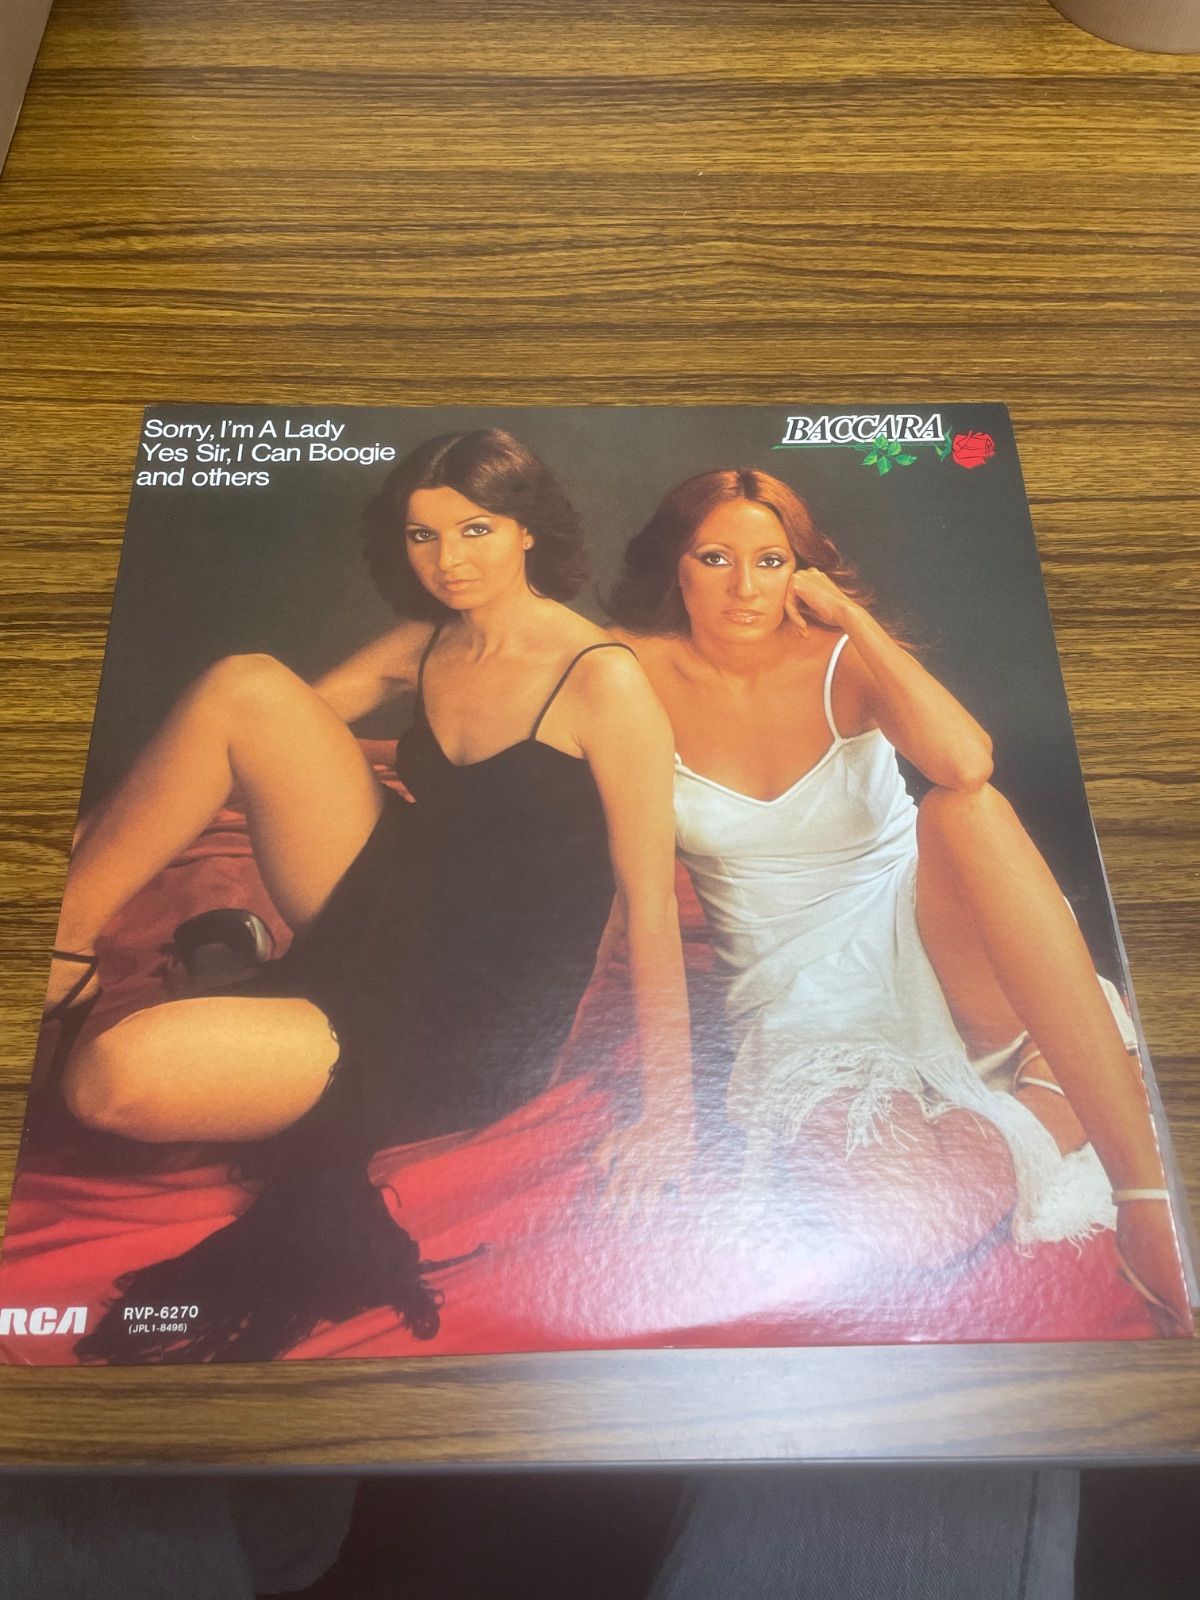 Sorry, I'm A Lady
Yes Sir, I Can Boogie
and others
BACCARA
RCA
RVP-6270
(JPL1-8496)